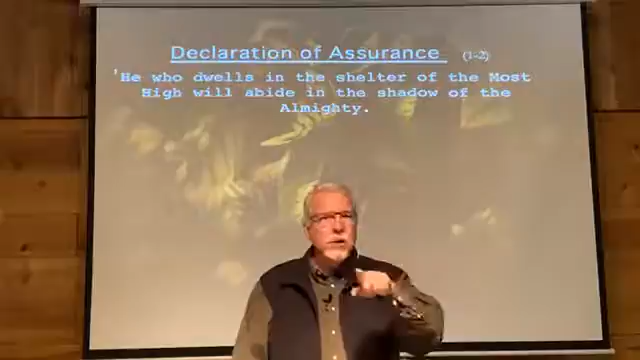 Declaration of Assurance (1-2)
'He who dwells in the shelter of the Most
High will abide in the shadow of the
Almighty.